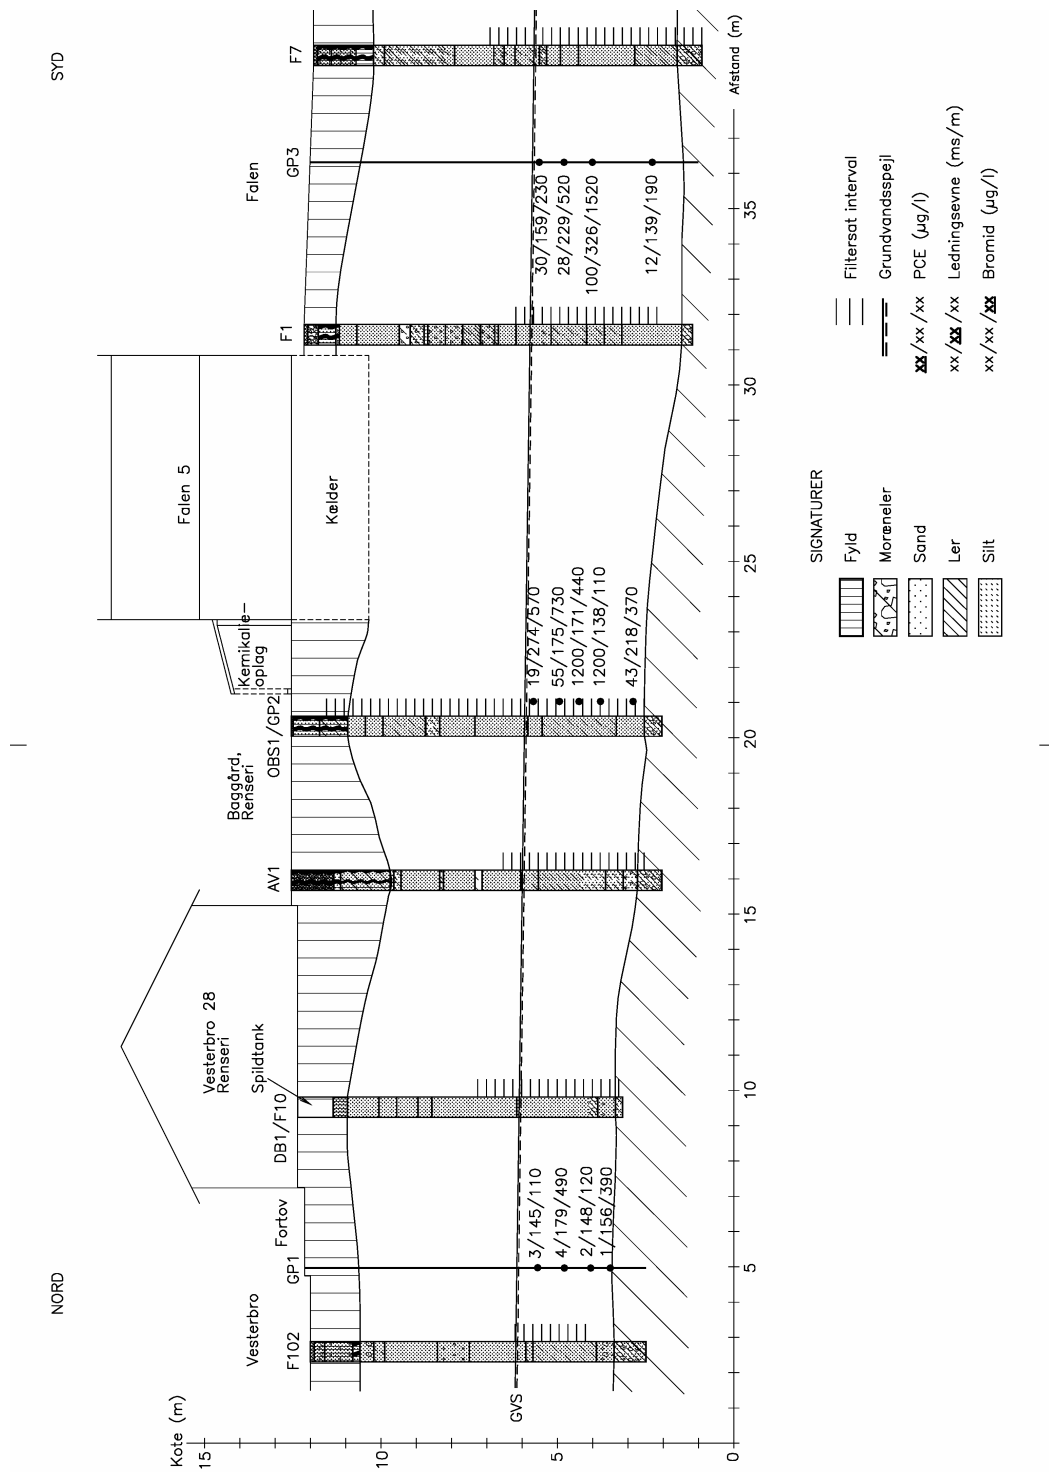 NORD
SYD
Kote (m)
15
10
5
0
Vesterbro
F102
GP1
Fortov
DB1/F10
Spildtank
Vesterbro 28
Renseri
AV1
Baggård,
Renseri
OBS1/GP2
Kemikalie-
oplag
Falen 5
Kælder
F1
Falen
GP3
F7
GVS
3/145/110
4/179/490
2/148/120
1/156/390
19/274/570
55/175/730
1200/171/440
1200/138/110
43/218/370
30/159/230
28/229/520
100/326/1520
12/139/190
5
10
15
20
25
30
35
Afstand (m)
SIGNATURER
Fyld
Moræneler
Sand
Ler
Silt
Filtersat interval
Grundvandsspejl
xx/xx/xx PCE (µg/l)
xx/xx/xx Ledningsevne (ms/m)
xx/xx/xx Bromid (µg/l)